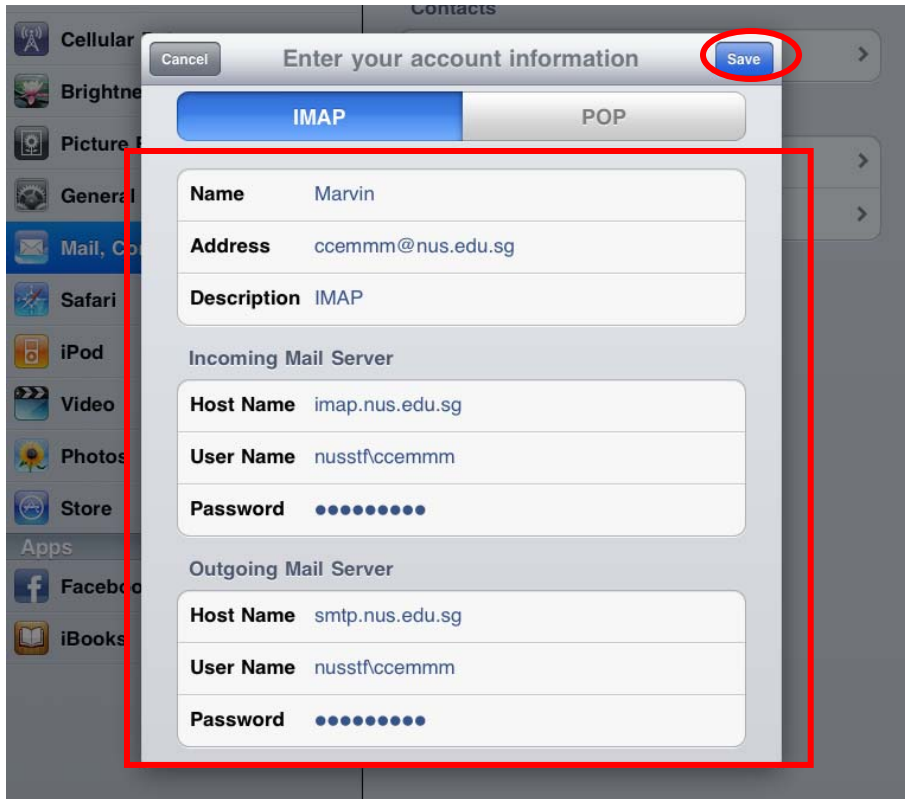 Contacts
Cellular
Cancel
Enter your account information
Save
Brightne
IMAP
POP
Picture F
General
Name Marvin
Mail, Co
Address ccemmm@nus.edu.sg
Safari
Description IMAP
iPod
Incoming Mail Server
Video
Host Name imap.nus.edu.sg
Photos
User Name nusstf\ccemmm
Store
Password ●●●●●●●●●
Apps
Outgoing Mail Server
Faceboo
Host Name smtp.nus.edu.sg
iBooks
User Name nusstf\ccemmm
Password ●●●●●●●●●